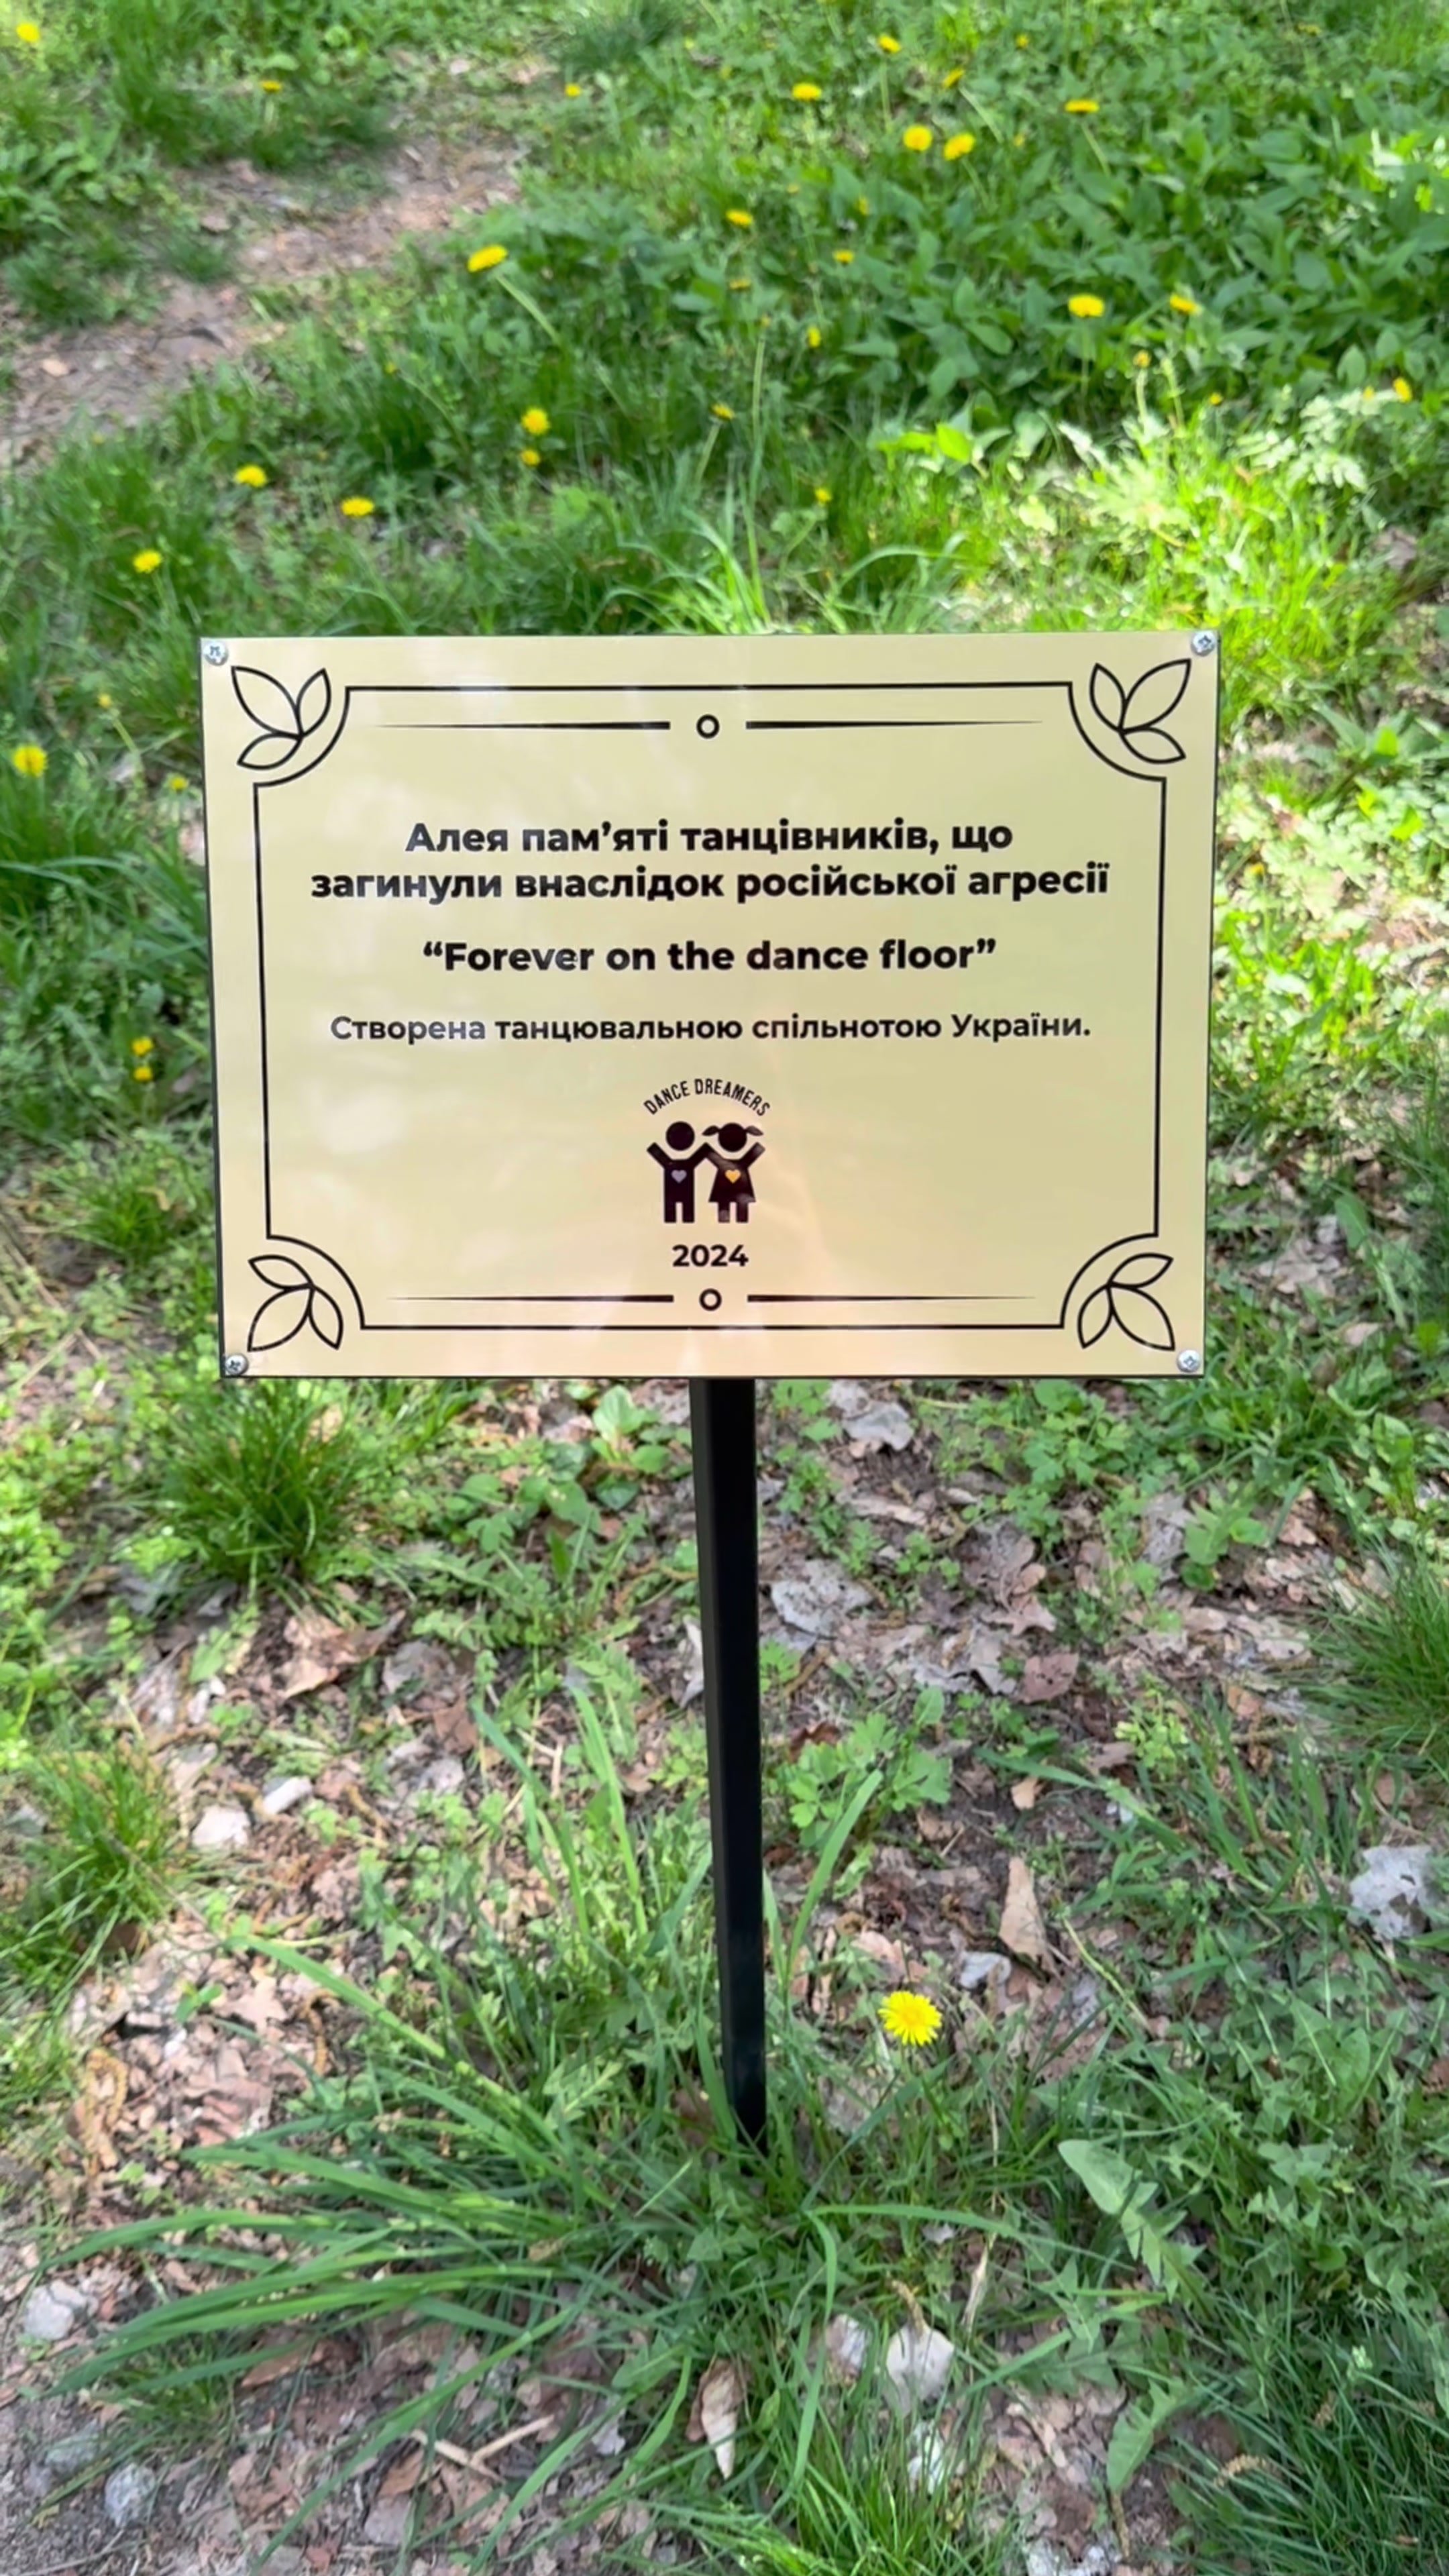 Алея пам’яті танцівників, що
загинули внаслідок російської агресії
“Forever on the dance floor”
Створена танцювальною спільнотою України.
DANCE DREAMERS
2024